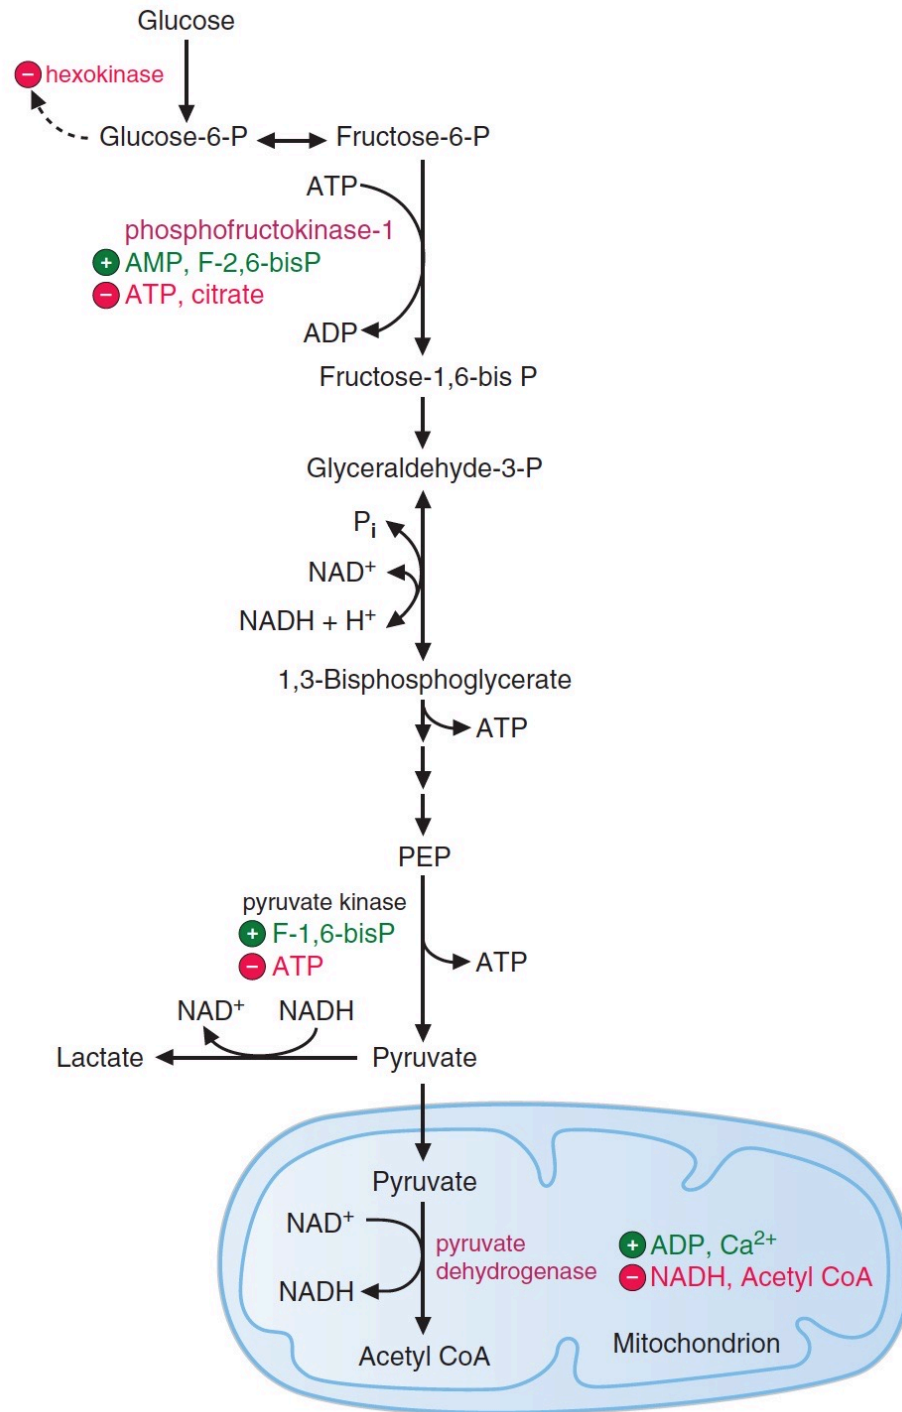 Glucose
− hexokinase
Glucose-6-P
Fructose-6-P
ATP
phosphofructokinase-1
+ AMP, F-2,6-bisP
− ATP, citrate
ADP
Fructose-1,6-bis P
Glyceraldehyde-3-P
Pᵢ
NAD⁺
NADH + H⁺
1,3-Bisphosphoglycerate
ATP
PEP
pyruvate kinase
+ F-1,6-bisP
− ATP
ATP
NAD⁺ NADH
Lactate
Pyruvate
Pyruvate
NAD⁺
pyruvate
dehydrogenase
+ ADP, Ca²⁺
− NADH, Acetyl CoA
NADH
Acetyl CoA
Mitochondrion